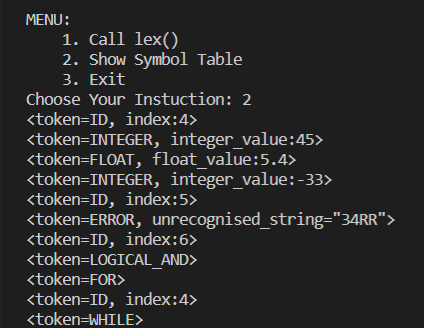 MENU:
1. Call lex()
2. Show Symbol Table
3. Exit
Choose Your Instuction: 2
<token=ID, index:4>
<token=INTEGER, integer_value:45>
<token=FLOAT, float_value:5.4>
<token=INTEGER, integer_value:-33>
<token=ID, index:5>
<token=ERROR, unrecognised_string="34RR">
<token=ID, index:6>
<token=LOGICAL_AND>
<token=FOR>
<token=ID, index:4>
<token=WHILE>